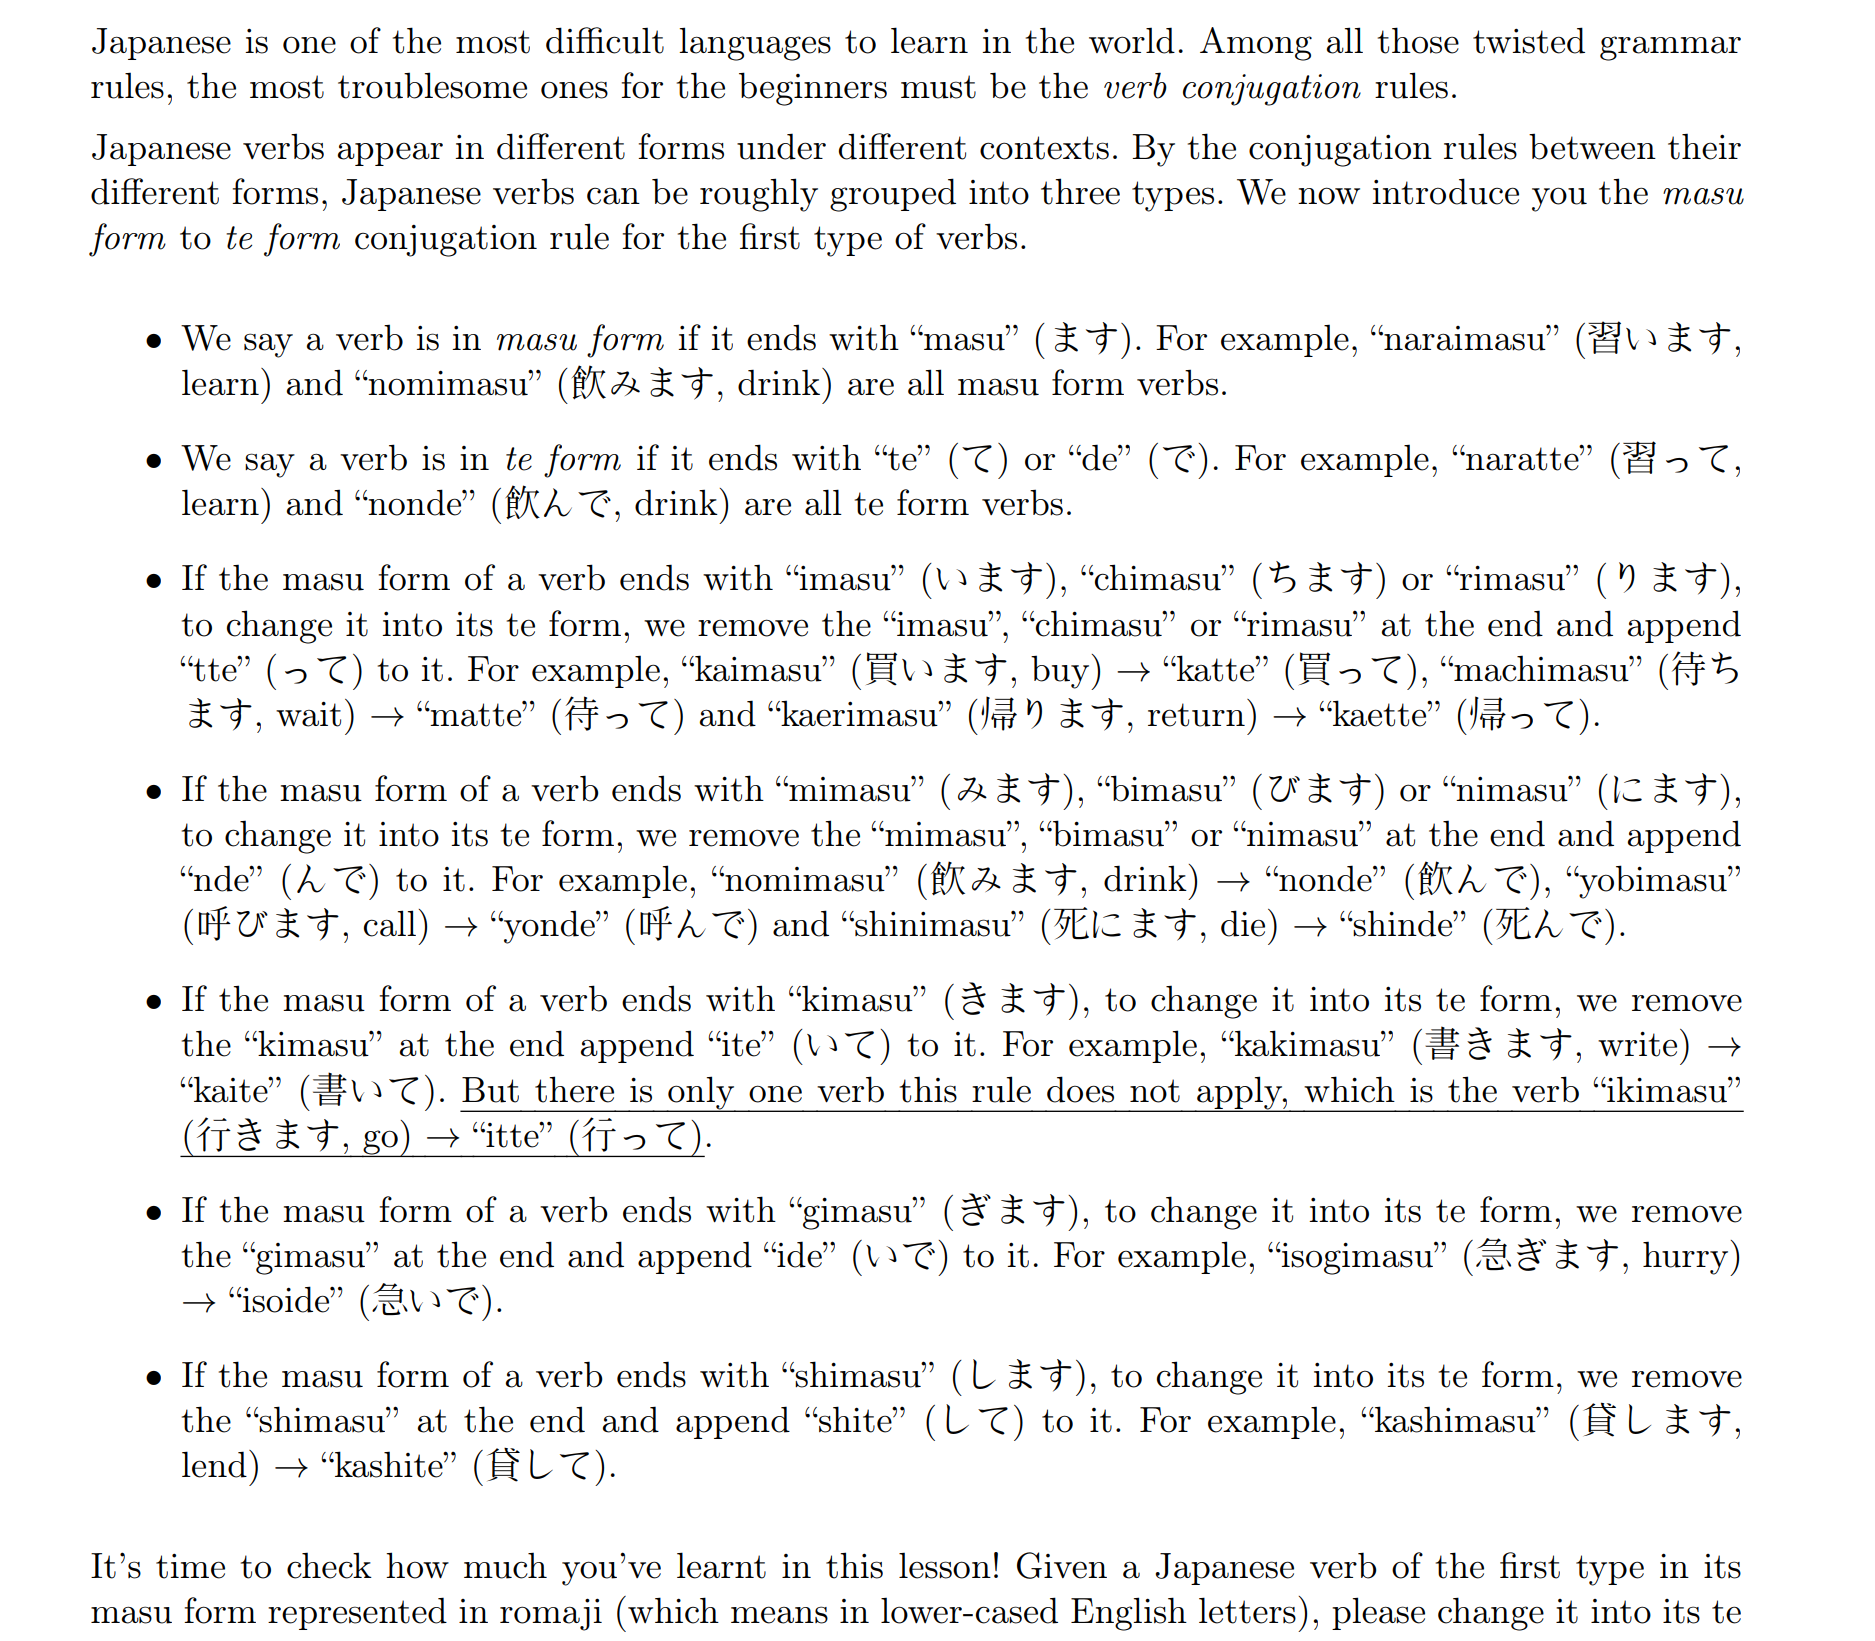 Japanese is one of the most difficult languages to learn in the world. Among all those twisted grammar
rules, the most troublesome ones for the beginners must be the verb conjugation rules.
Japanese verbs appear in different forms under different contexts. By the conjugation rules between their
different forms, Japanese verbs can be roughly grouped into three types. We now introduce you the masu
form to te form conjugation rule for the first type of verbs.
• We say a verb is in masu form if it ends with “masu” (ます). For example, “naraimasu” (習います,
learn) and “nomimasu” (飲みます, drink) are all masu form verbs.
• We say a verb is in te form if it ends with “te” (て) or “de” (で). For example, “naratte” (習って,
learn) and “nonde” (飲んで, drink) are all te form verbs.
• If the masu form of a verb ends with “imasu” (います), “chimasu” (ちます) or “rimasu” (ります),
to change it into its te form, we remove the “imasu”, “chimasu” or “rimasu” at the end and append
“tte” (って) to it. For example, “kaimasu” (買います, buy) → “katte” (買って), “machimasu” (待ち
ます, wait) → “matte” (待って) and “kaerimasu” (帰ります, return) → “kaette” (帰って).
• If the masu form of a verb ends with “mimasu” (みます), “bimasu” (びます) or “nimasu” (にます),
to change it into its te form, we remove the “mimasu”, “bimasu” or “nimasu” at the end and append
“nde” (んで) to it. For example, “nomimasu” (飲みます, drink) → “nonde” (飲んで), “yobimasu”
(呼びます, call) → “yonde” (呼んで) and “shinimasu” (死にます, die) → “shinde” (死んで).
• If the masu form of a verb ends with “kimasu” (きます), to change it into its te form, we remove
the “kimasu” at the end append “ite” (いて) to it. For example, “kakimasu” (書きます, write) →
“kaite” (書いて). But there is only one verb this rule does not apply, which is the verb “ikimasu”
(行きます, go) → “itte” (行って).
• If the masu form of a verb ends with “gimasu” (ぎます), to change it into its te form, we remove
the “gimasu” at the end and append “ide” (いで) to it. For example, “isogimasu” (急ぎます, hurry)
→ “isoide” (急いで).
• If the masu form of a verb ends with “shimasu” (します), to change it into its te form, we remove
the “shimasu” at the end and append “shite” (して) to it. For example, “kashimasu” (貸します,
lend) → “kashite” (貸して).
It’s time to check how much you’ve learnt in this lesson! Given a Japanese verb of the first type in its
masu form represented in romaji (which means in lower-cased English letters), please change it into its te